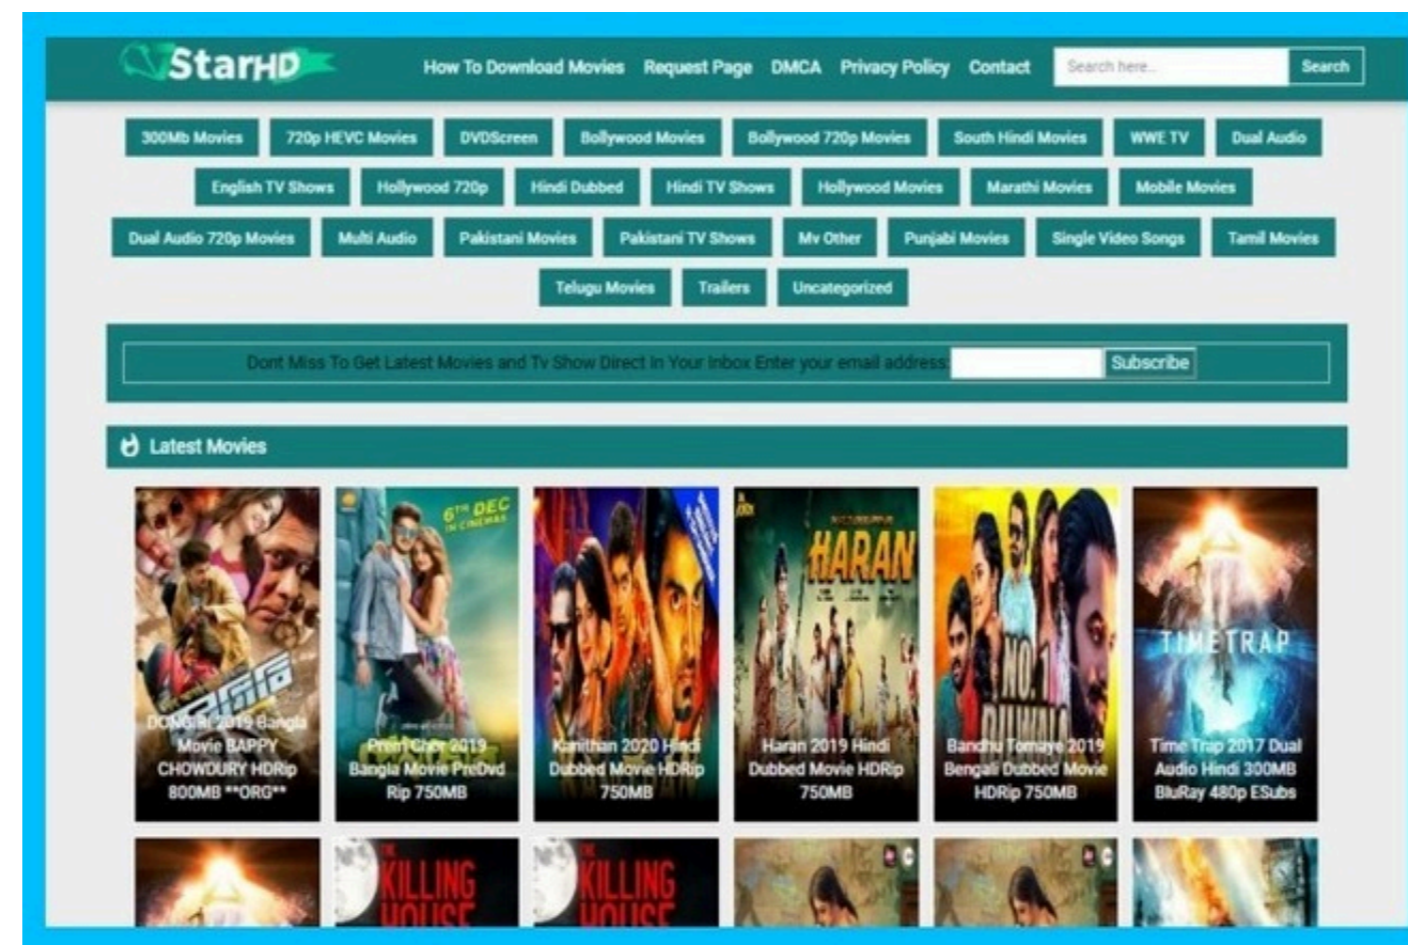 StarHD
How To Download Movies Request Page DMCA Privacy Policy Contact Search here... Search
300Mb Movies 720p HEVC Movies DVDScreen Bollywood Movies Bollywood 720p Movies South Hindi Movies WWE TV Dual Audio
English TV Shows Hollywood 720p Hindi Dubbed Hindi TV Shows Hollywood Movies Marathi Movies Mobile Movies
Dual Audio 720p Movies Multi Audio Pakistani Movies Pakistani TV Shows Mv Other Punjabi Movies Single Video Songs Tamil Movies
Telugu Movies Trailers Uncategorized
Dont Miss To Get Latest Movies and Tv Show Direct In Your Inbox Enter your email address: Subscribe
Latest Movies
DONGIRI 2019 Bangla
Movie BAPPY
CHOWDURY HDRip
800MB **ORG**
6TH DEC
IN CINEMAS
Prem Chor 2019
Bangla Movie PreDvd
Rip 750MB
Kanithan 2020 Hindi
Dubbed Movie HDRip
750MB
HARAN
Haran 2019 Hindi
Dubbed Movie HDRip
750MB
NO.1
DILWALA
Bandhu Tomaye 2019
Bengali Dubbed Movie
HDRip 750MB
TIMETRAP
Time Trap 2017 Dual
Audio Hindi 300MB
BluRay 480p ESubs
THE
KILLING
HOUSE
THE
KILLING
HOUSE